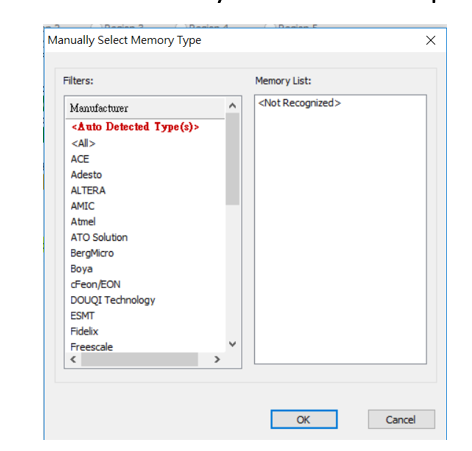 Manually Select Memory Type
Filters:
Memory List:
Manufacturer
<Auto Detected Type(s)>
<All>
ACE
Adesto
ALTERA
AMIC
Atmel
ATO Solution
BergMicro
Boya
cFeon/EON
DOUQI Technology
ESMT
Fidelix
Freescale
<Not Recognized>
OK
Cancel